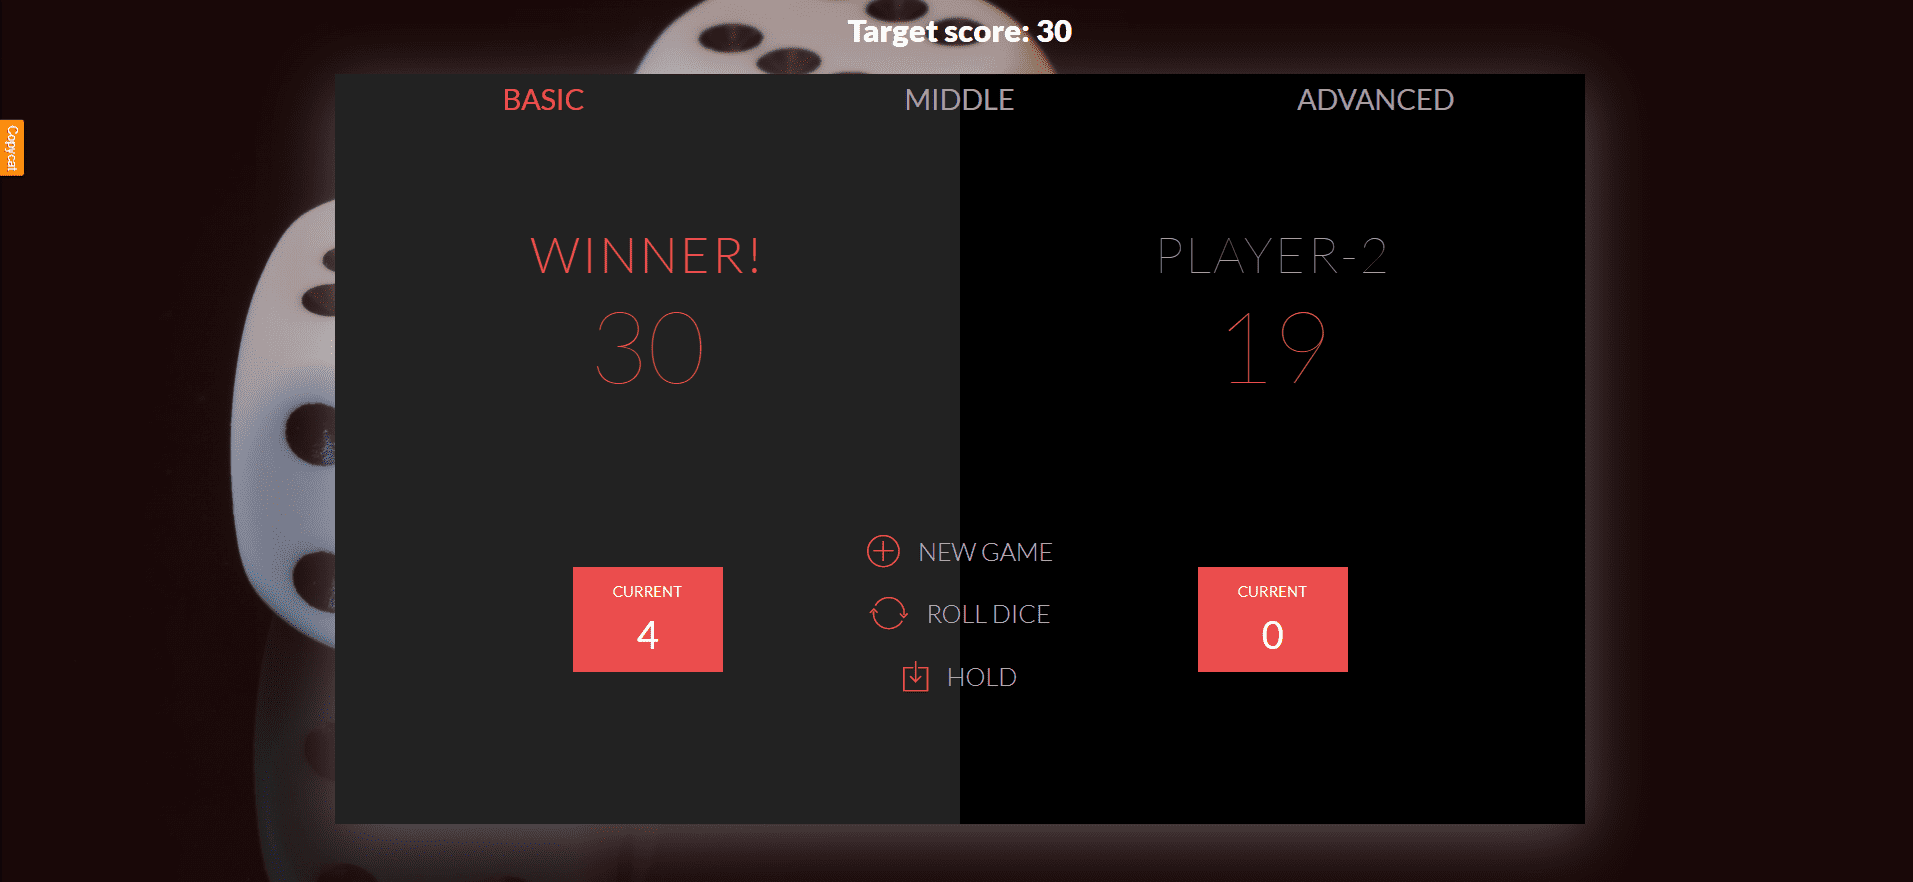 Target score: 30
BASIC
MIDDLE
ADVANCED
Copycat
WINNER!
PLAYER-2
30
19
NEW GAME
CURRENT
4
ROLL DICE
CURRENT
0
HOLD